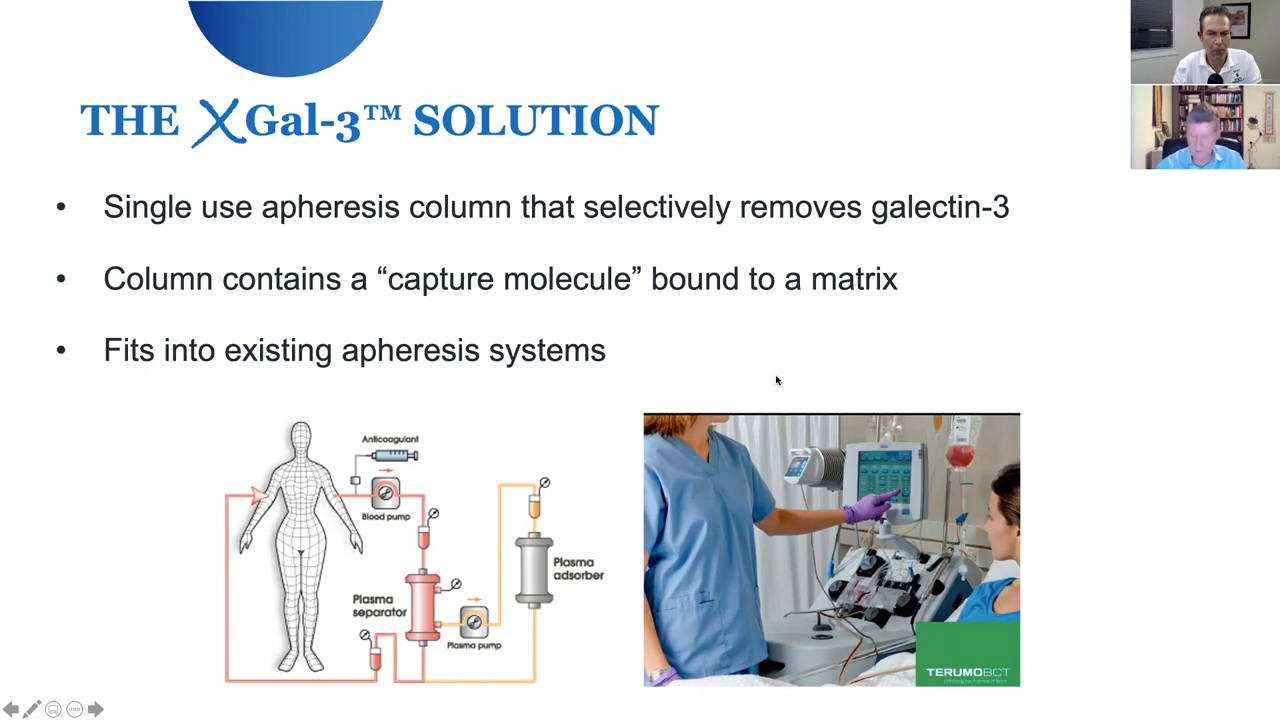 THE XGal-3™ SOLUTION
• Single use apheresis column that selectively removes galectin-3
• Column contains a “capture molecule” bound to a matrix
• Fits into existing apheresis systems
Anticoagulant
Blood pump
Plasma
separator
Plasma pump
Plasma
adsorber
TERUMOBCT